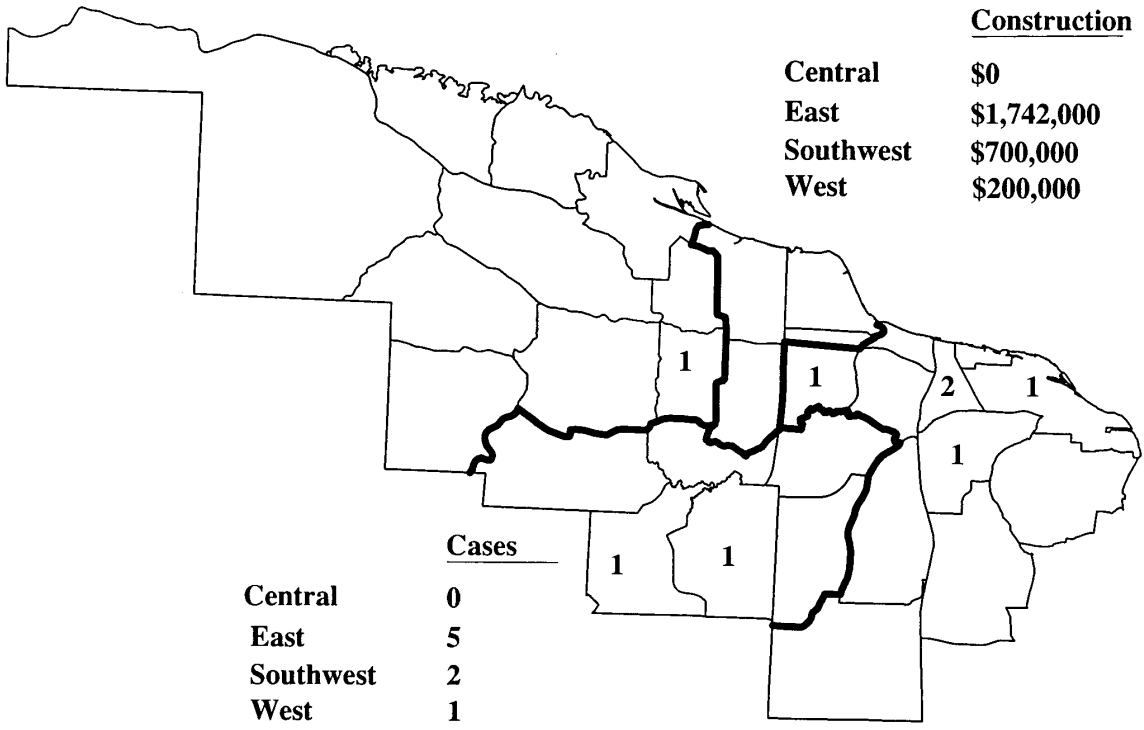 Construction
Central $0
East $1,742,000
Southwest $700,000
West $200,000
1
1
2
1
1
1
1
Cases
Central 0
East 5
Southwest 2
West 1